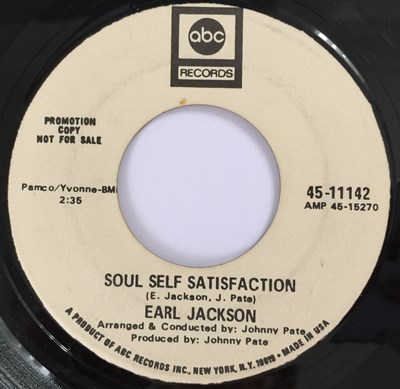 abc
RECORDS
PROMOTION
COPY
NOT FOR SALE
Pamco/Yvonne-BMI
2:35
45-11142
AMP 45-15270
SOUL SELF SATISFACTION
(E. Jackson, J. Pate)
EARL JACKSON
Arranged & Conducted by: Johnny Pate
Produced by: Johnny Pate
A PRODUCT OF ABC RECORDS INC., NEW YORK, N.Y. 10019 • MADE IN USA